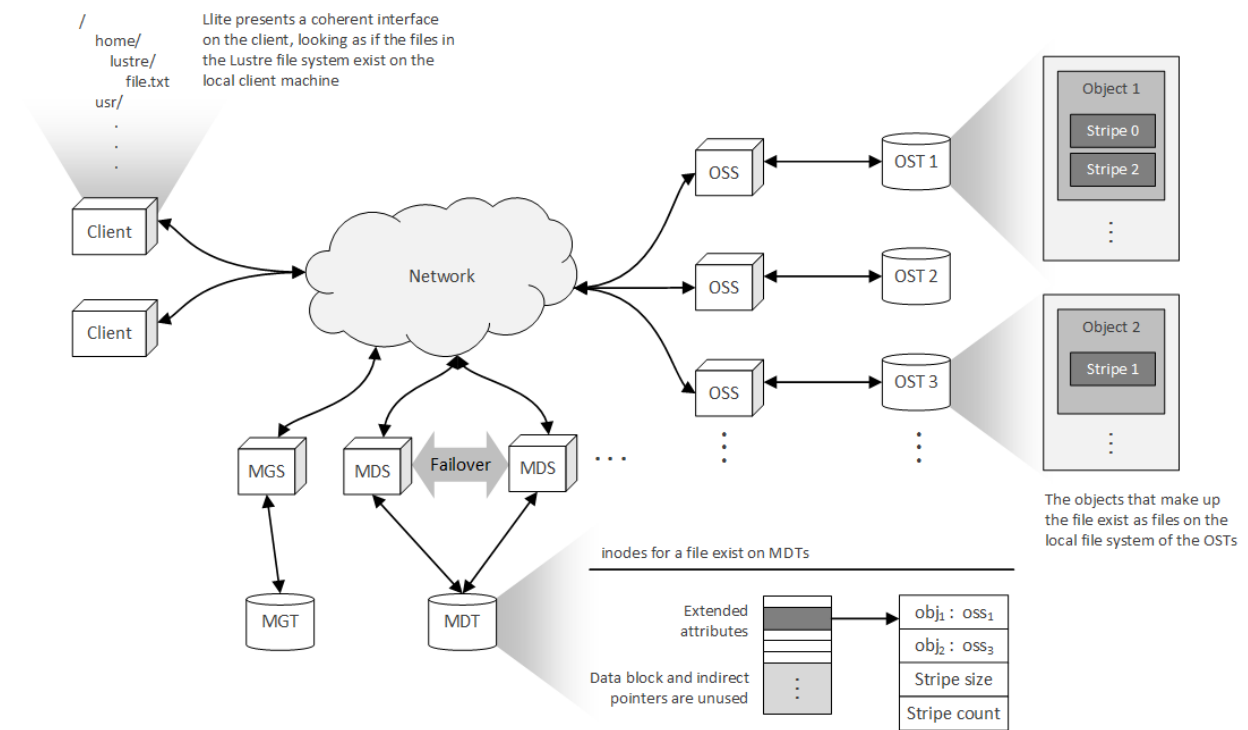 /
home/
lustre/
file.txt
usr/
.
.
.
Llite presents a coherent interface
on the client, looking as if the files in
the Lustre file system exist on the
local client machine
Client
Client
Network
OSS
OST 1
OSS
OST 2
OSS
OST 3
Object 1
Stripe 0
Stripe 2
Object 2
Stripe 1
The objects that make up
the file exist as files on the
local file system of the OSTs
MGS
MDS
Failover
MDS
...
MGT
MDT
inodes for a file exist on MDTs
Extended
attributes
Data block and indirect
pointers are unused
obj₁ : oss₁
obj₂ : oss₃
Stripe size
Stripe count